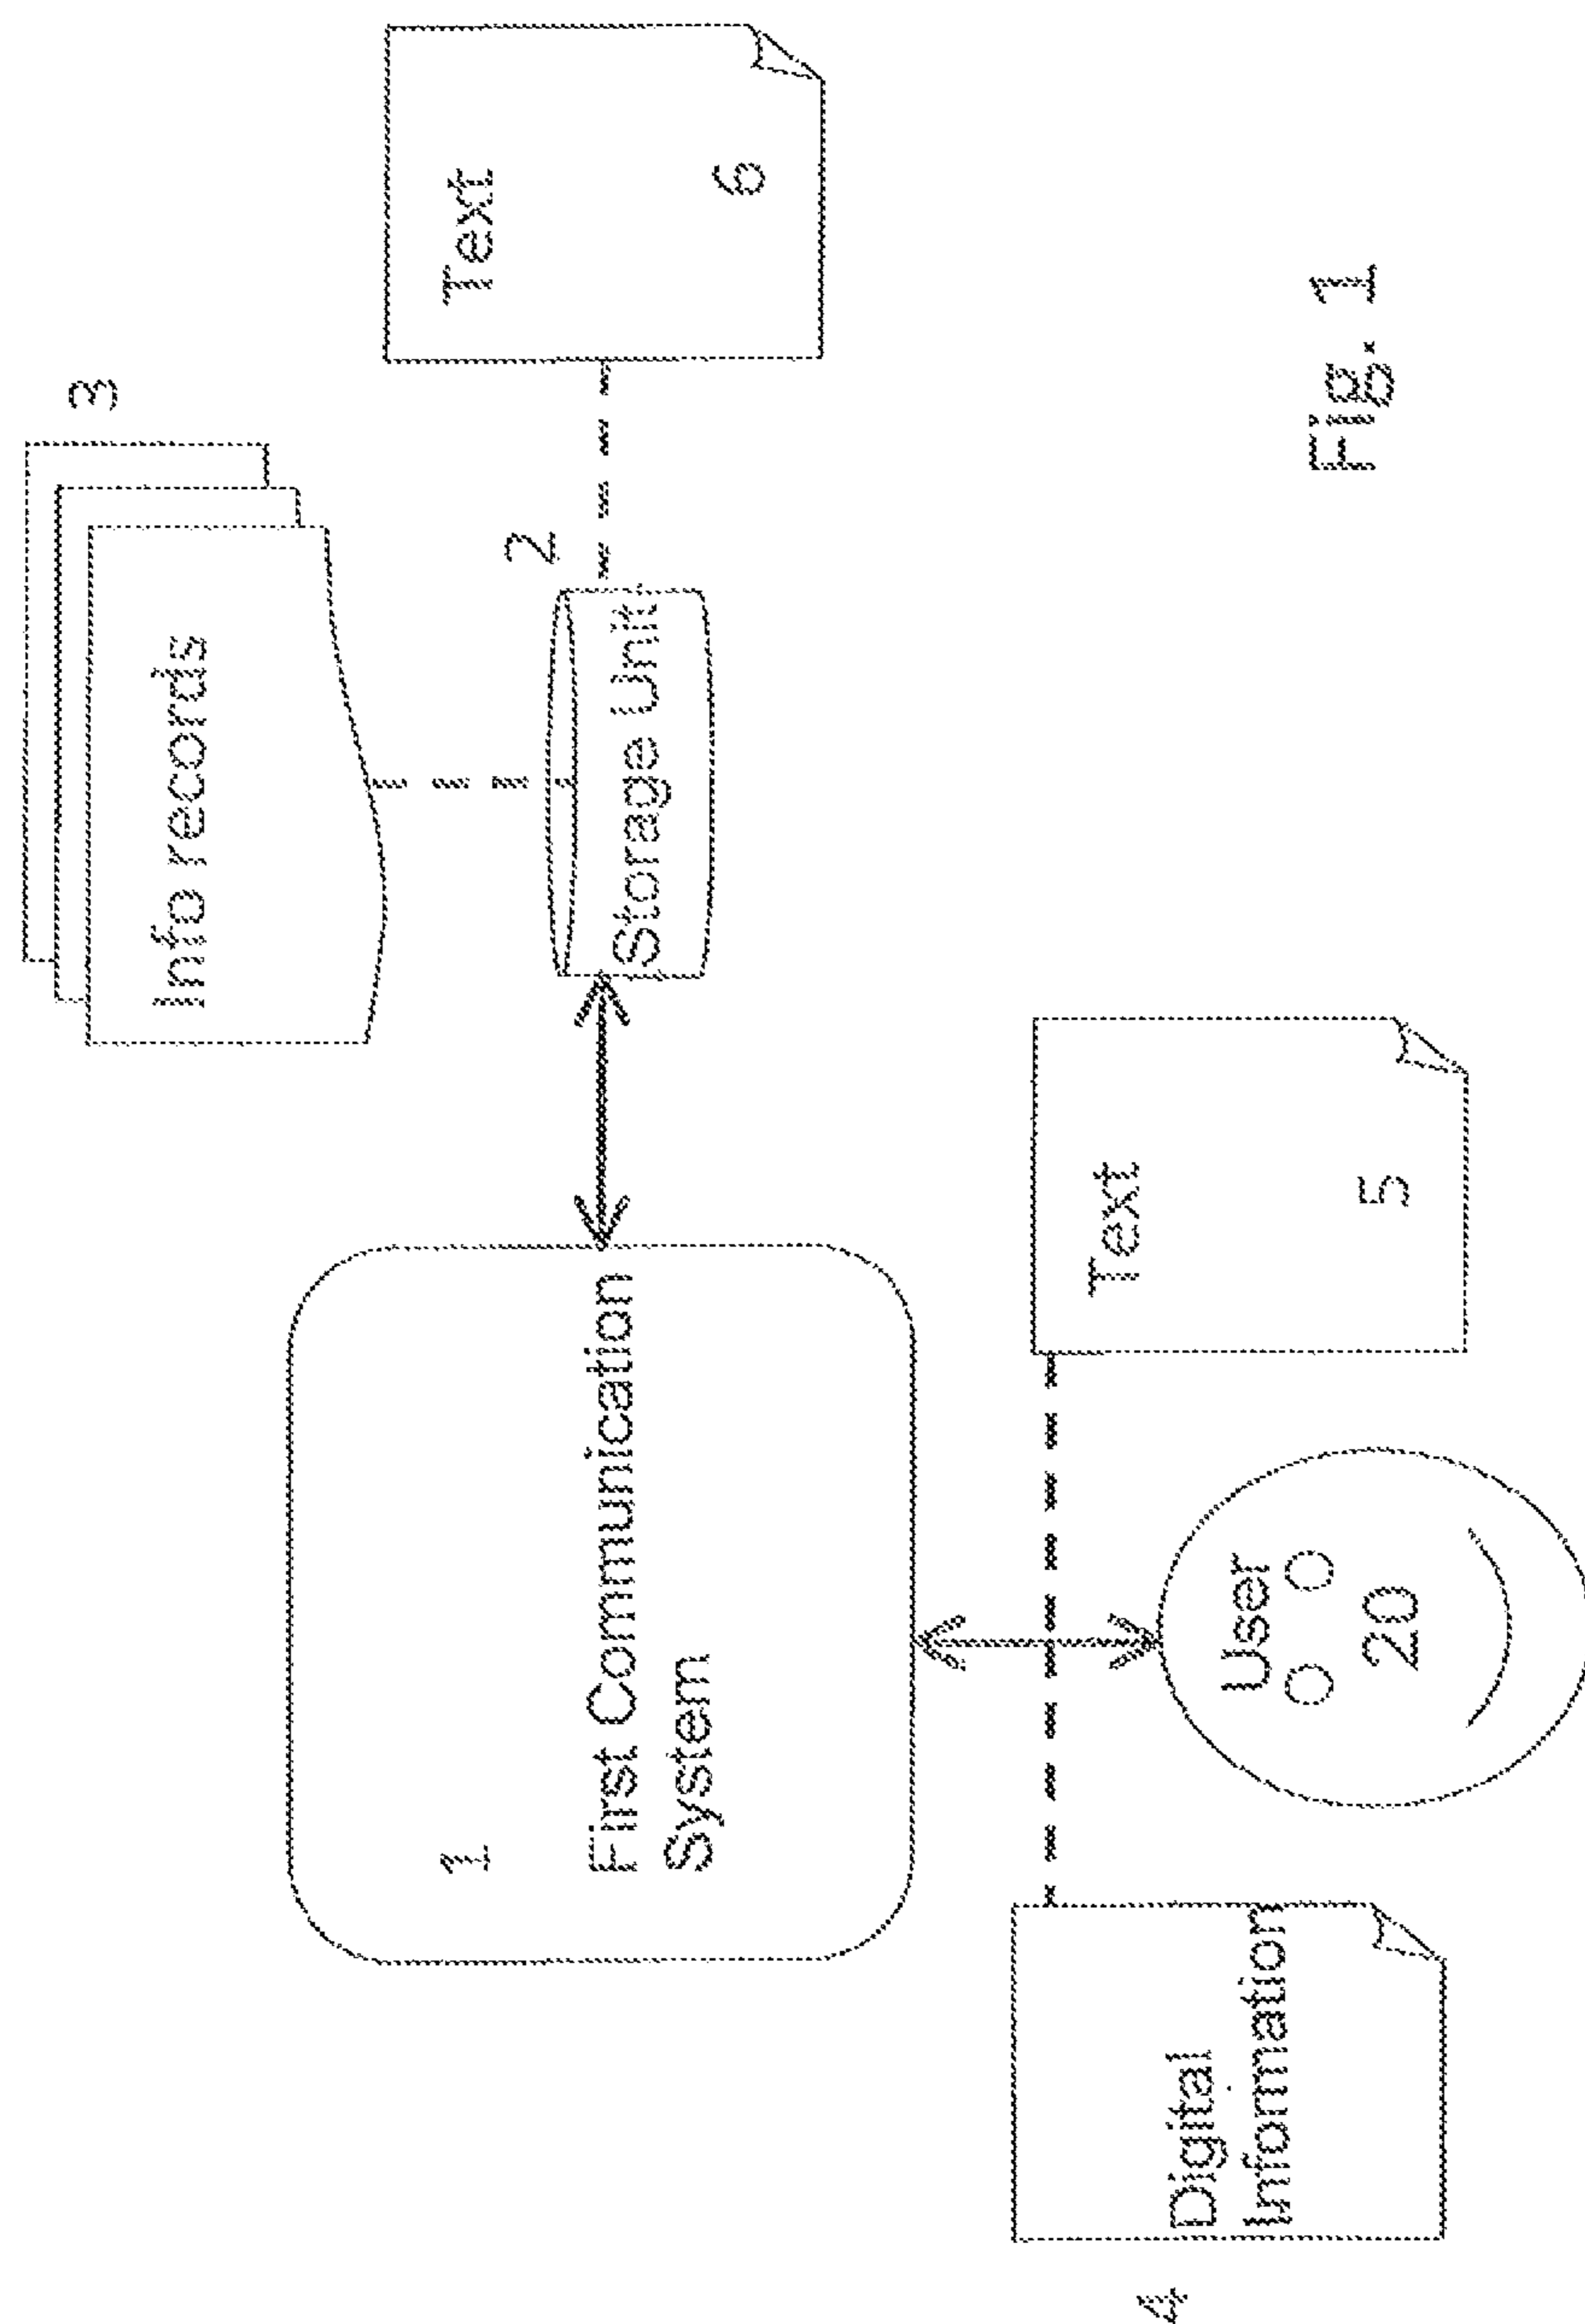 3
Info records
2
Storage Unit
Text
6
1
First Communication
System
4
Digital
Information
User
20
Text
5
Fig. 1